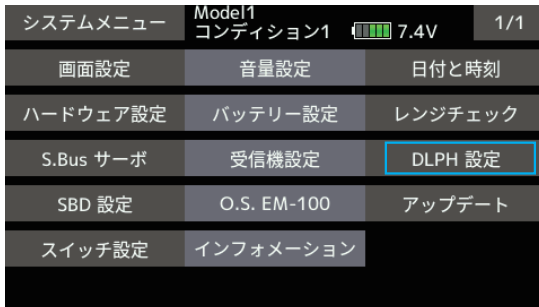 システムメニュー
Model1
コンディション1
7.4V
1/1
画面設定 音量設定 日付と時刻
ハードウェア設定 バッテリー設定 レンジチェック
S.Bus サーボ 受信機設定 DLPH 設定
SBD 設定 O.S. EM-100 アップデート
スイッチ設定 インフォメーション